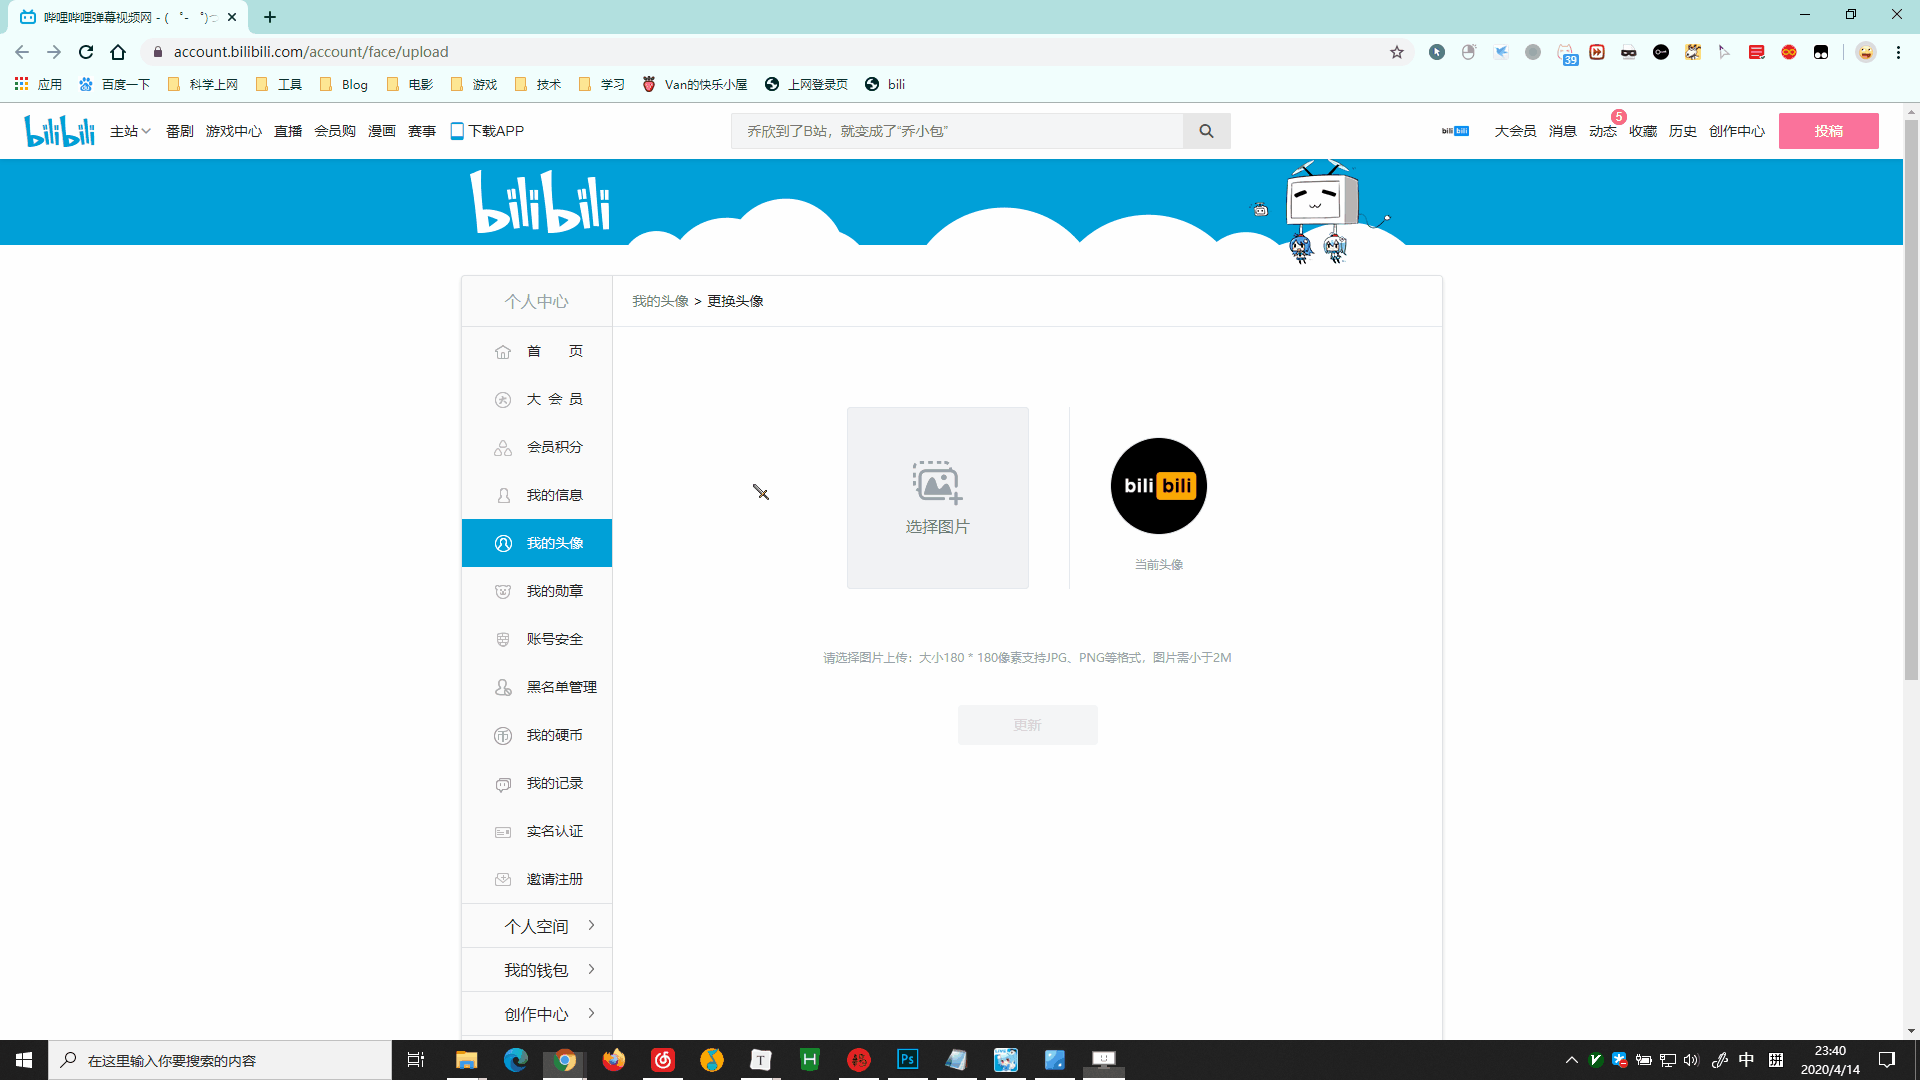 哔哩哔哩弹幕视频网 - ( ゜- ゜)つ
account.bilibili.com/account/face/upload
39
应用 百度一下 科学上网 工具 Blog 电影 游戏 技术 学习 Van的快乐小屋 上网登录页 bili
bilibili 主站 番剧 游戏中心 直播 会员购 漫画 赛事 下载APP 乔欣到了B站，就变成了“乔小包” bili bili 大会员 消息 动态 5 收藏 历史 创作中心 投稿
bilibili
个人中心
我的头像 > 更换头像
首 页
大 会 员
会员积分
我的信息
我的头像
我的勋章
账号安全
黑名单管理
我的硬币
我的记录
实名认证
邀请注册
个人空间
我的钱包
创作中心
选择图片
bili bili
当前头像
请选择图片上传：大小180 * 180像素支持JPG、PNG等格式，图片需小于2M
更新
在这里输入你要搜索的内容
T
H
Ps
中
拼
23:40
2020/4/14